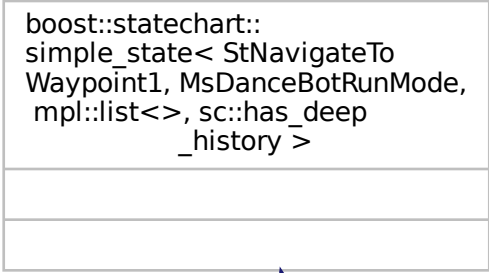 boost::statechart::
simple_state< StNavigateTo
Waypoint1, MsDanceBotRunMode,
mpl::list<>, sc::has_deep
_history >